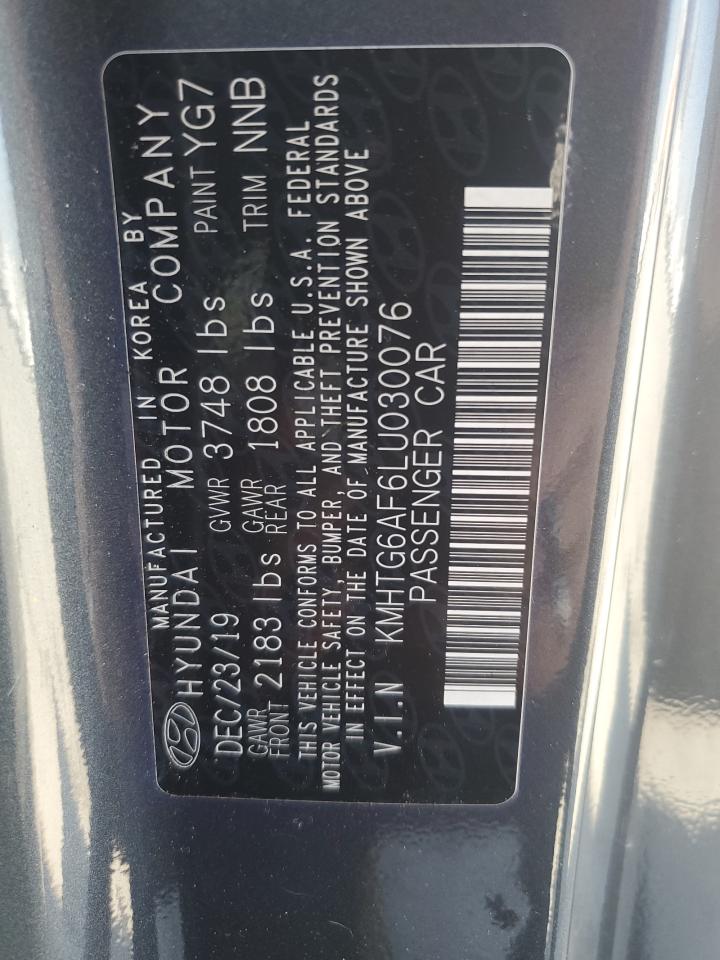 MANUFACTURED IN KOREA BY
HYUNDAI MOTOR COMPANY
DEC/23/19 GVWR 3748 lbs PAINT YG7
GAWR FRONT 2183 lbs GAWR REAR 1808 lbs TRIM NNB
THIS VEHICLE CONFORMS TO ALL APPLICABLE U.S.A. FEDERAL
MOTOR VEHICLE SAFETY, BUMPER, AND THEFT PREVENTION STANDARDS
IN EFFECT ON THE DATE OF MANUFACTURE SHOWN ABOVE
V.I.N KMHTG6AF6LU030076
PASSENGER CAR